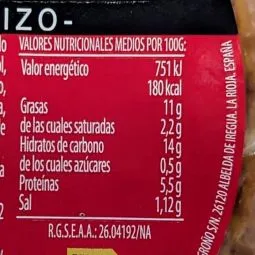 IZO-
VALORES NUTRICIONALES MEDIOS POR 100G:
Valor energético 751 kJ
180 kcal
Grasas 11 g
de las cuales saturadas 2,2 g
Hidratos de carbono 14 g
de los cuales azúcares 0,5 g
Proteínas 5,5 g
Sal 1,12 g
R.G.S.E.A.A.: 26.04192/NA
S/N. 26120 ALBELDA DE IREGUA. LA RIOJA. ESPAÑA